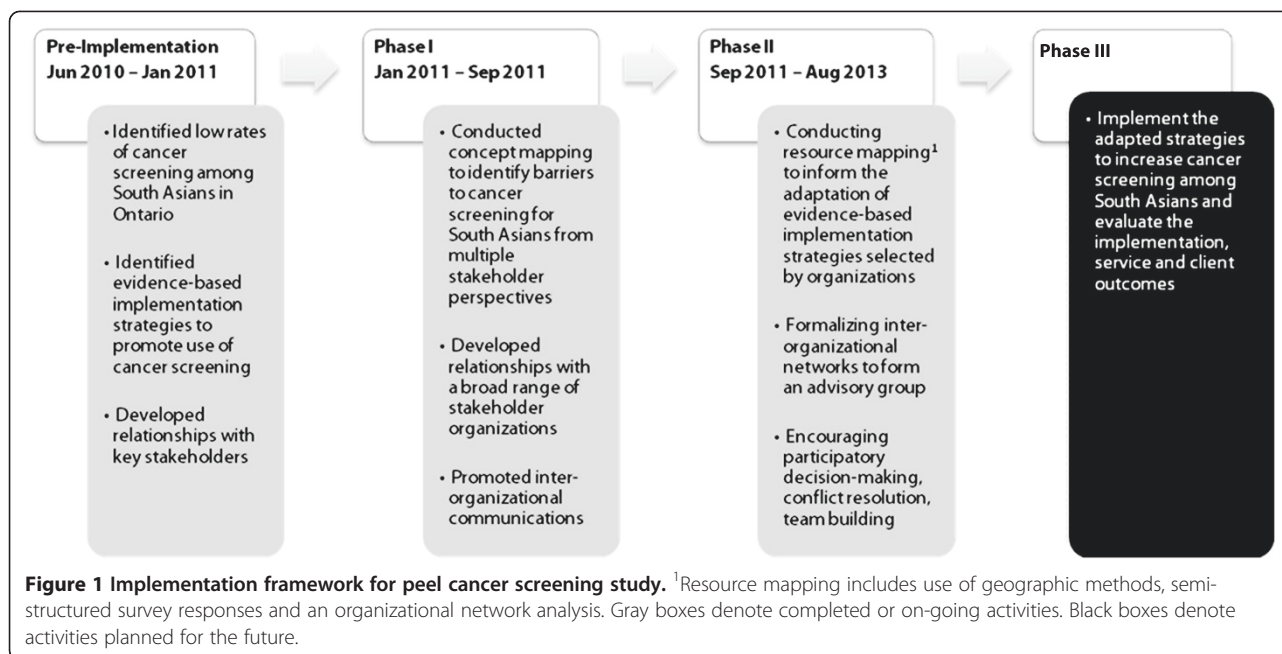 Pre-Implementation
Jun 2010 – Jan 2011
• Identified low rates
of cancer
screening among
South Asians in
Ontario
• Identified
evidence-based
implementation
strategies to
promote use of
cancer screening
• Developed
relationships with
key stakeholders
Phase I
Jan 2011 – Sep 2011
• Conducted
concept mapping
to identify barriers
to cancer
screening for
South Asians from
multiple
stakeholder
perspectives
• Developed
relationships with
a broad range of
stakeholder
organizations
• Promoted inter-
organizational
communications
Phase II
Sep 2011 – Aug 2013
• Conducting
resource mapping¹
to inform the
adaptation of
evidence-based
implementation
strategies selected
by organizations
• Formalizing inter-
organizational
networks to form
an advisory group
• Encouraging
participatory
decision-making,
conflict resolution,
team building
Phase III
• Implement the
adapted strategies
to increase cancer
screening among
South Asians and
evaluate the
implementation,
service and client
outcomes
Figure 1 Implementation framework for peel cancer screening study. ¹Resource mapping includes use of geographic methods, semi-
structured survey responses and an organizational network analysis. Gray boxes denote completed or on-going activities. Black boxes denote
activities planned for the future.